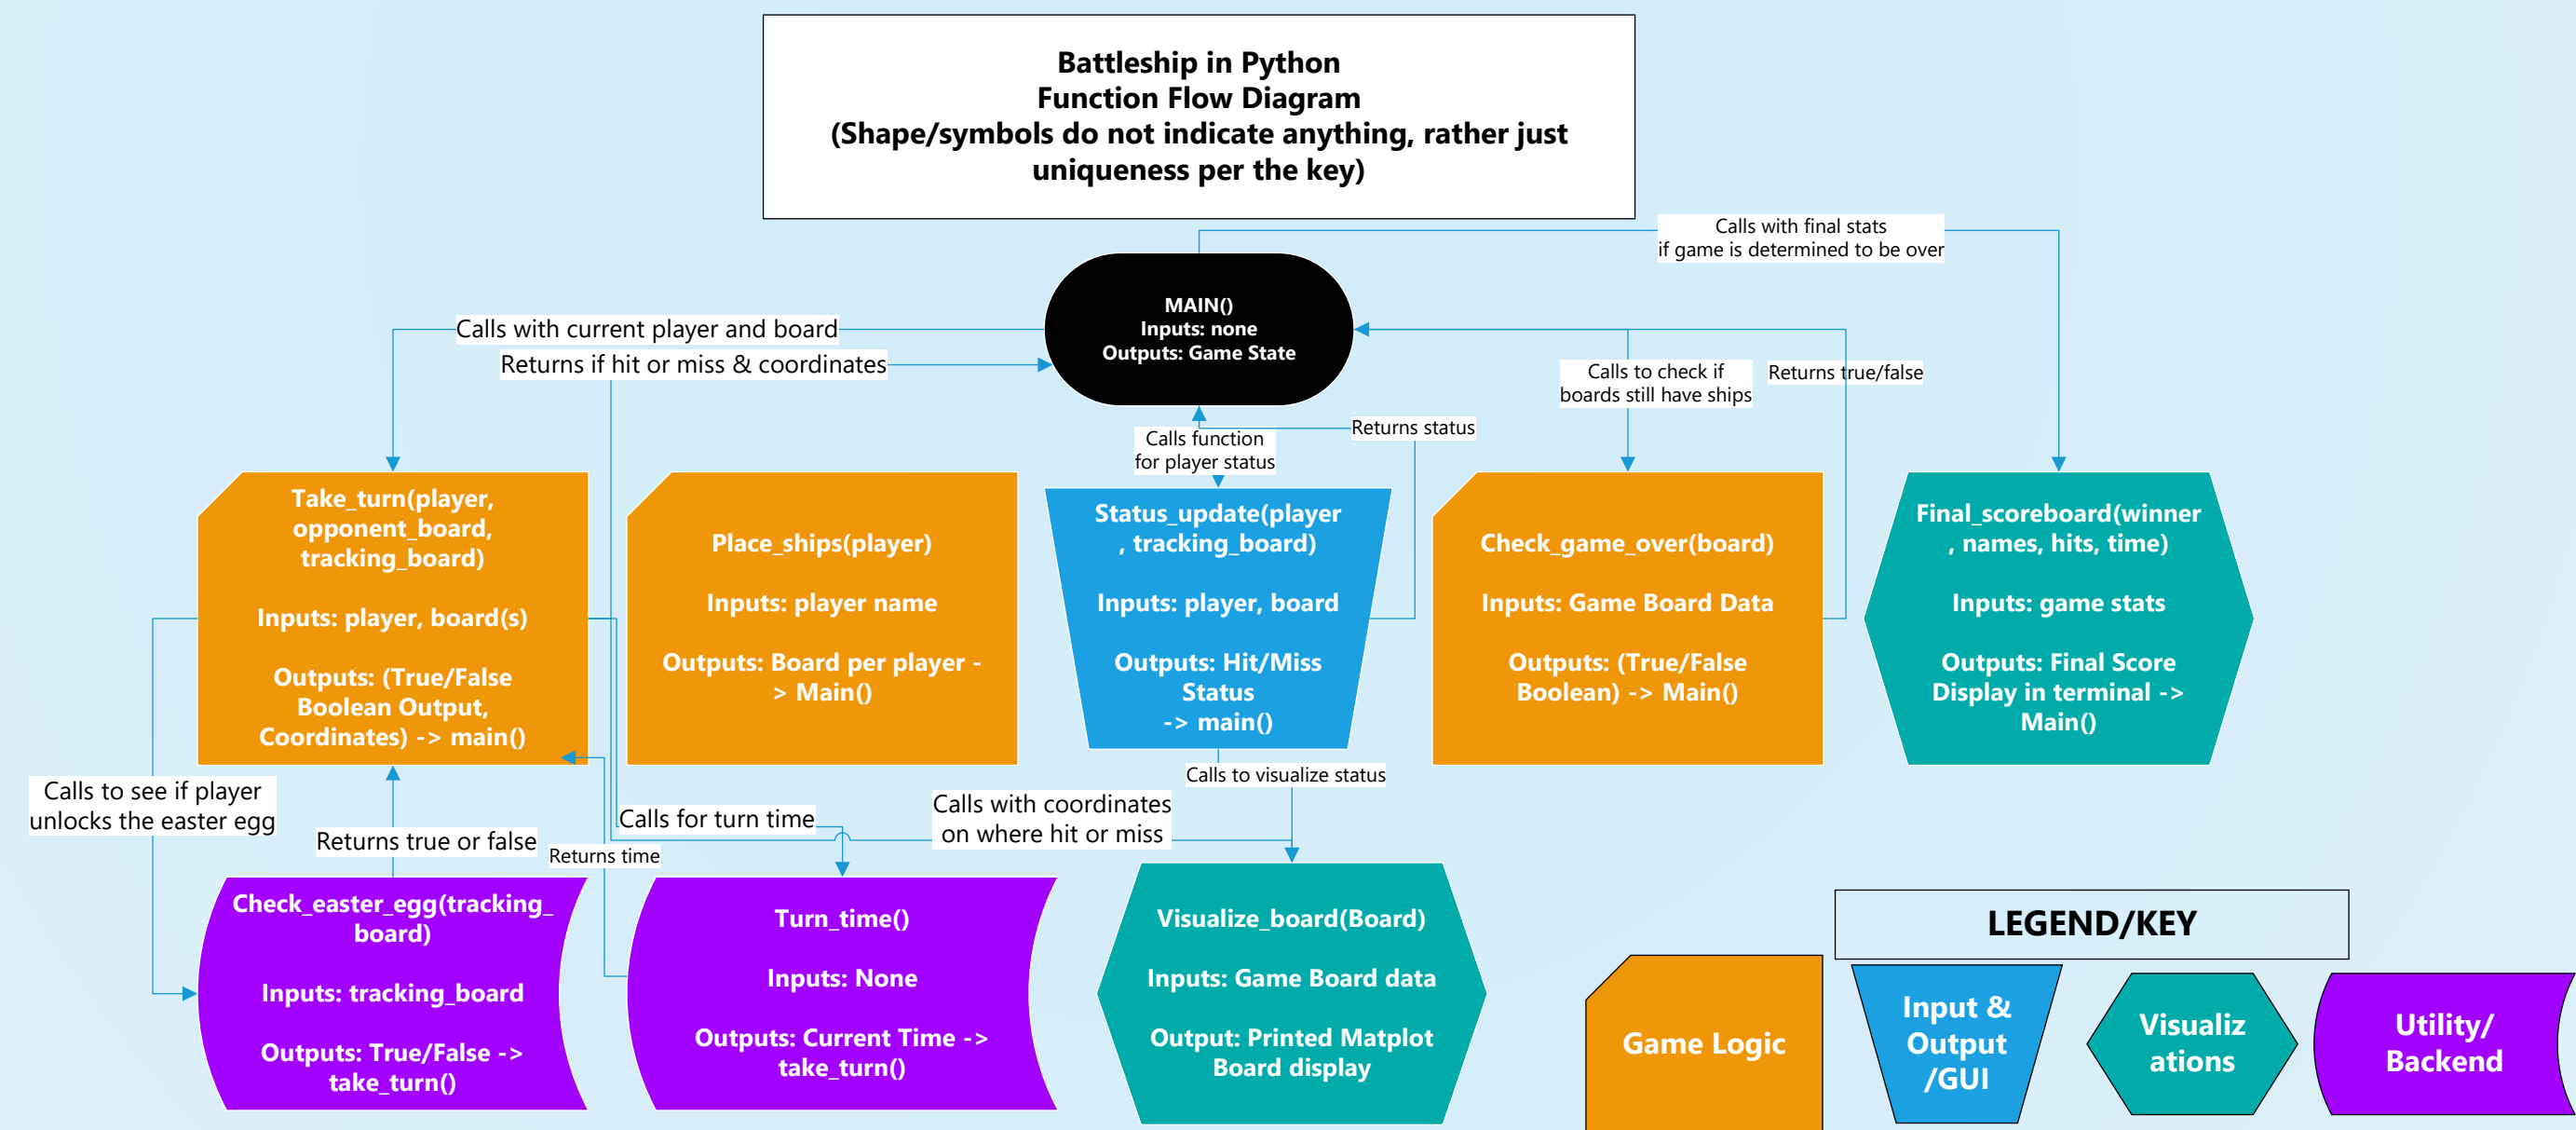 Battleship in Python
Function Flow Diagram
(Shape/symbols do not indicate anything, rather just
uniqueness per the key)
Calls with final stats
if game is determined to be over
MAIN()
Inputs: none
Outputs: Game State
Calls with current player and board
Returns if hit or miss & coordinates
Calls to check if
boards still have ships
Returns true/false
Calls function
for player status
Returns status
Take_turn(player,
opponent_board,
tracking_board)
Inputs: player, board(s)
Outputs: (True/False
Boolean Output,
Coordinates) -> main()
Place_ships(player)
Inputs: player name
Outputs: Board per player -
> Main()
Status_update(player
, tracking_board)
Inputs: player, board
Outputs: Hit/Miss
Status
-> main()
Check_game_over(board)
Inputs: Game Board Data
Outputs: (True/False
Boolean) -> Main()
Final_scoreboard(winner
, names, hits, time)
Inputs: game stats
Outputs: Final Score
Display in terminal ->
Main()
Calls to see if player
unlocks the easter egg
Returns true or false
Returns time
Calls for turn time
Calls with coordinates
on where hit or miss
Calls to visualize status
Check_easter_egg(tracking_
board)
Inputs: tracking_board
Outputs: True/False ->
take_turn()
Turn_time()
Inputs: None
Outputs: Current Time ->
take_turn()
Visualize_board(Board)
Inputs: Game Board data
Output: Printed Matplot
Board display
LEGEND/KEY
Game Logic
Input &
Output
/GUI
Visualiz
ations
Utility/
Backend